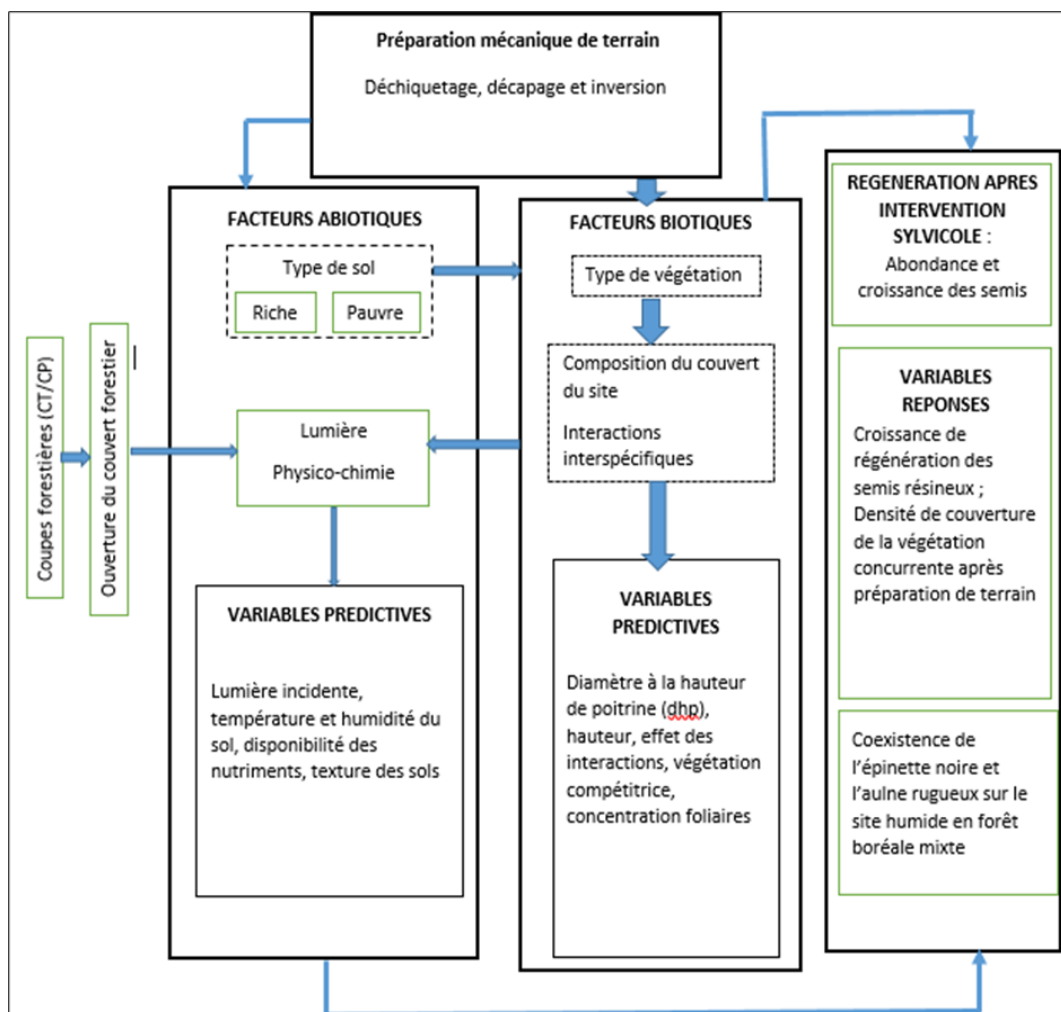 Préparation mécanique de terrain
Déchiquetage, décapage et inversion
FACTEURS ABIOTIQUES
Type de sol
Riche
Pauvre
Coupes forestières (CT/CP)
Ouverture du couvert forestier
Lumière
Physico-chimie
VARIABLES PREDICTIVES
Lumière incidente,
température et humidité du
sol, disponibilité des
nutriments, texture des sols
FACTEURS BIOTIQUES
Type de végétation
Composition du couvert
du site
Interactions
interspécifiques
VARIABLES
PREDICTIVES
Diamètre à la hauteur
de poitrine (dhp),
hauteur, effet des
interactions, végétation
compétitrice,
concentration foliaires
REGENERATION APRES
INTERVENTION
SYLVICOLE :
Abondance et
croissance des semis
VARIABLES
REPONSES
Croissance de
régénération des
semis résineux ;
Densité de couverture
de la végétation
concurrente après
préparation de terrain
Coexistence de
l’épinette noire et
l’aulne rugueux sur le
site humide en forêt
boréale mixte